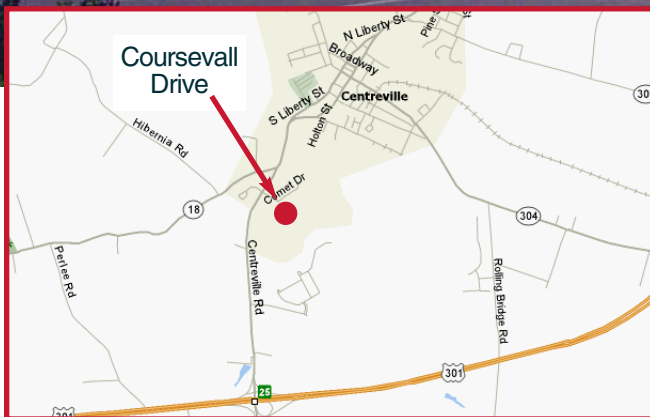 N Liberty St
Pine
St
Broadway
Coursevall
Drive
Centreville
S Liberty St
Holton St
Hibernia Rd
Comet Dr
18
304
Perlee Rd
Centreville Rd
Rolling Bridge Rd
301
25